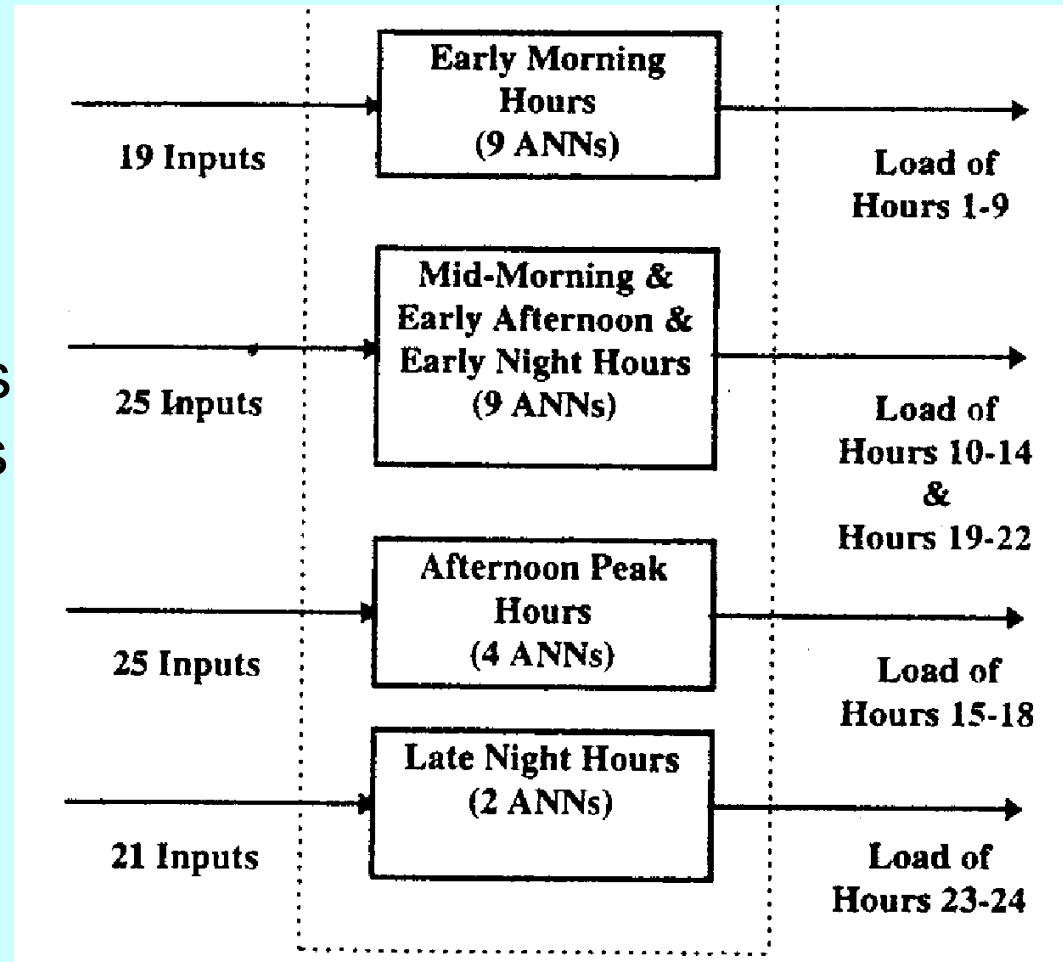 Early Morning
Hours
(9 ANNs)
19 Inputs
Load of
Hours 1-9
Mid-Morning &
Early Afternoon &
Early Night Hours
(9 ANNs)
25 Inputs
Load of
Hours 10-14
&
Hours 19-22
s
s
Afternoon Peak
Hours
(4 ANNs)
25 Inputs
Load of
Hours 15-18
Late Night Hours
(2 ANNs)
21 Inputs
Load of
Hours 23-24